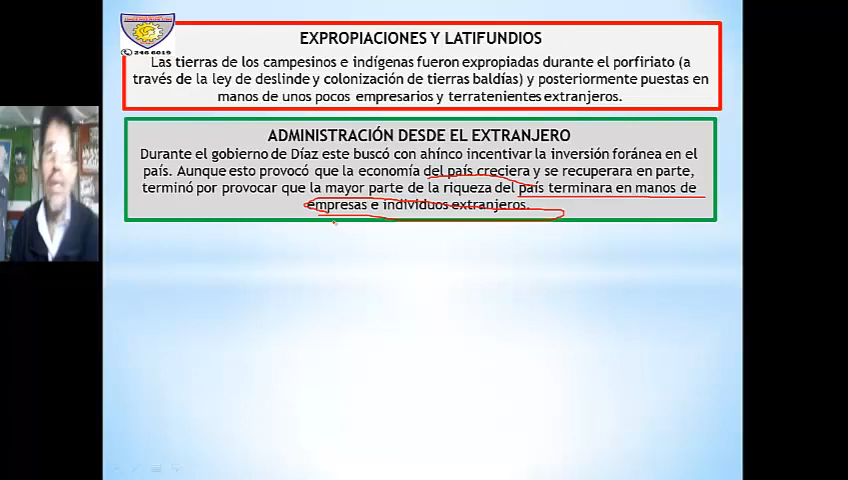 246 6019
EXPROPIACIONES Y LATIFUNDIOS
Las tierras de los campesinos e indígenas fueron expropiadas durante el porfiriato (a
través de la ley de deslinde y colonización de tierras baldías) y posteriormente puestas en
manos de unos pocos empresarios y terratenientes extranjeros.
ADMINISTRACIÓN DESDE EL EXTRANJERO
Durante el gobierno de Díaz este buscó con ahínco incentivar la inversión foránea en el
país. Aunque esto provocó que la economía del país creciera y se recuperara en parte,
terminó por provocar que la mayor parte de la riqueza del país terminara en manos de
empresas e individuos extranjeros.